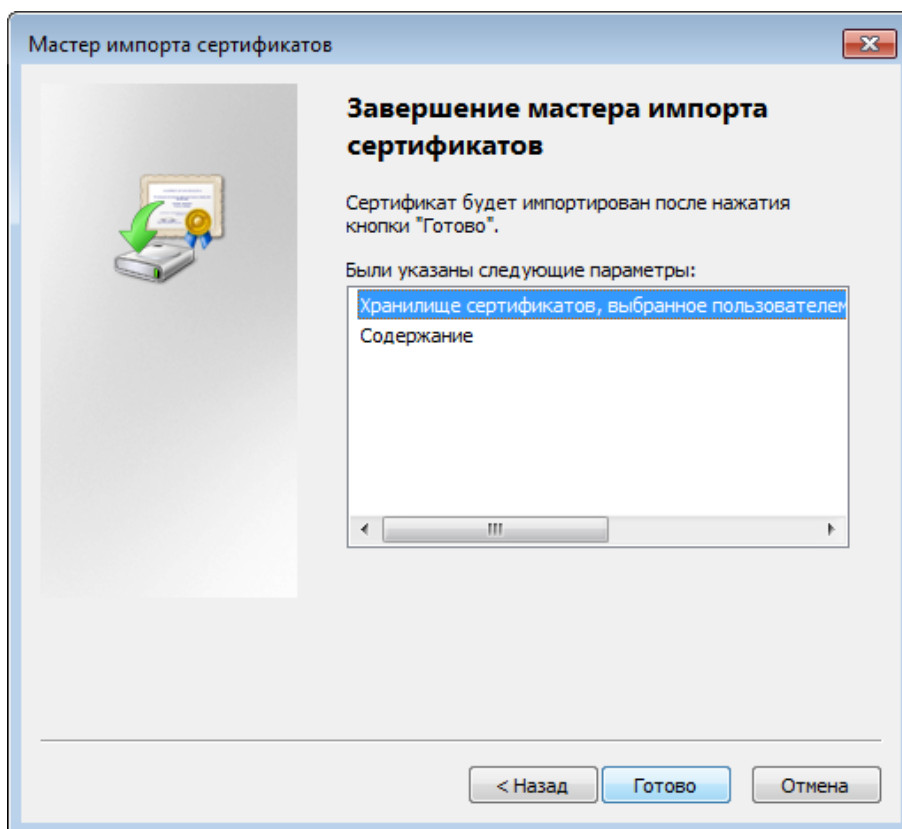 Мастер импорта сертификатов
Завершение мастера импорта
сертификатов
Сертификат будет импортирован после нажатия
кнопки "Готово".
Были указаны следующие параметры:
Хранилище сертификатов, выбранное пользователем
Содержание
< Назад
Готово
Отмена